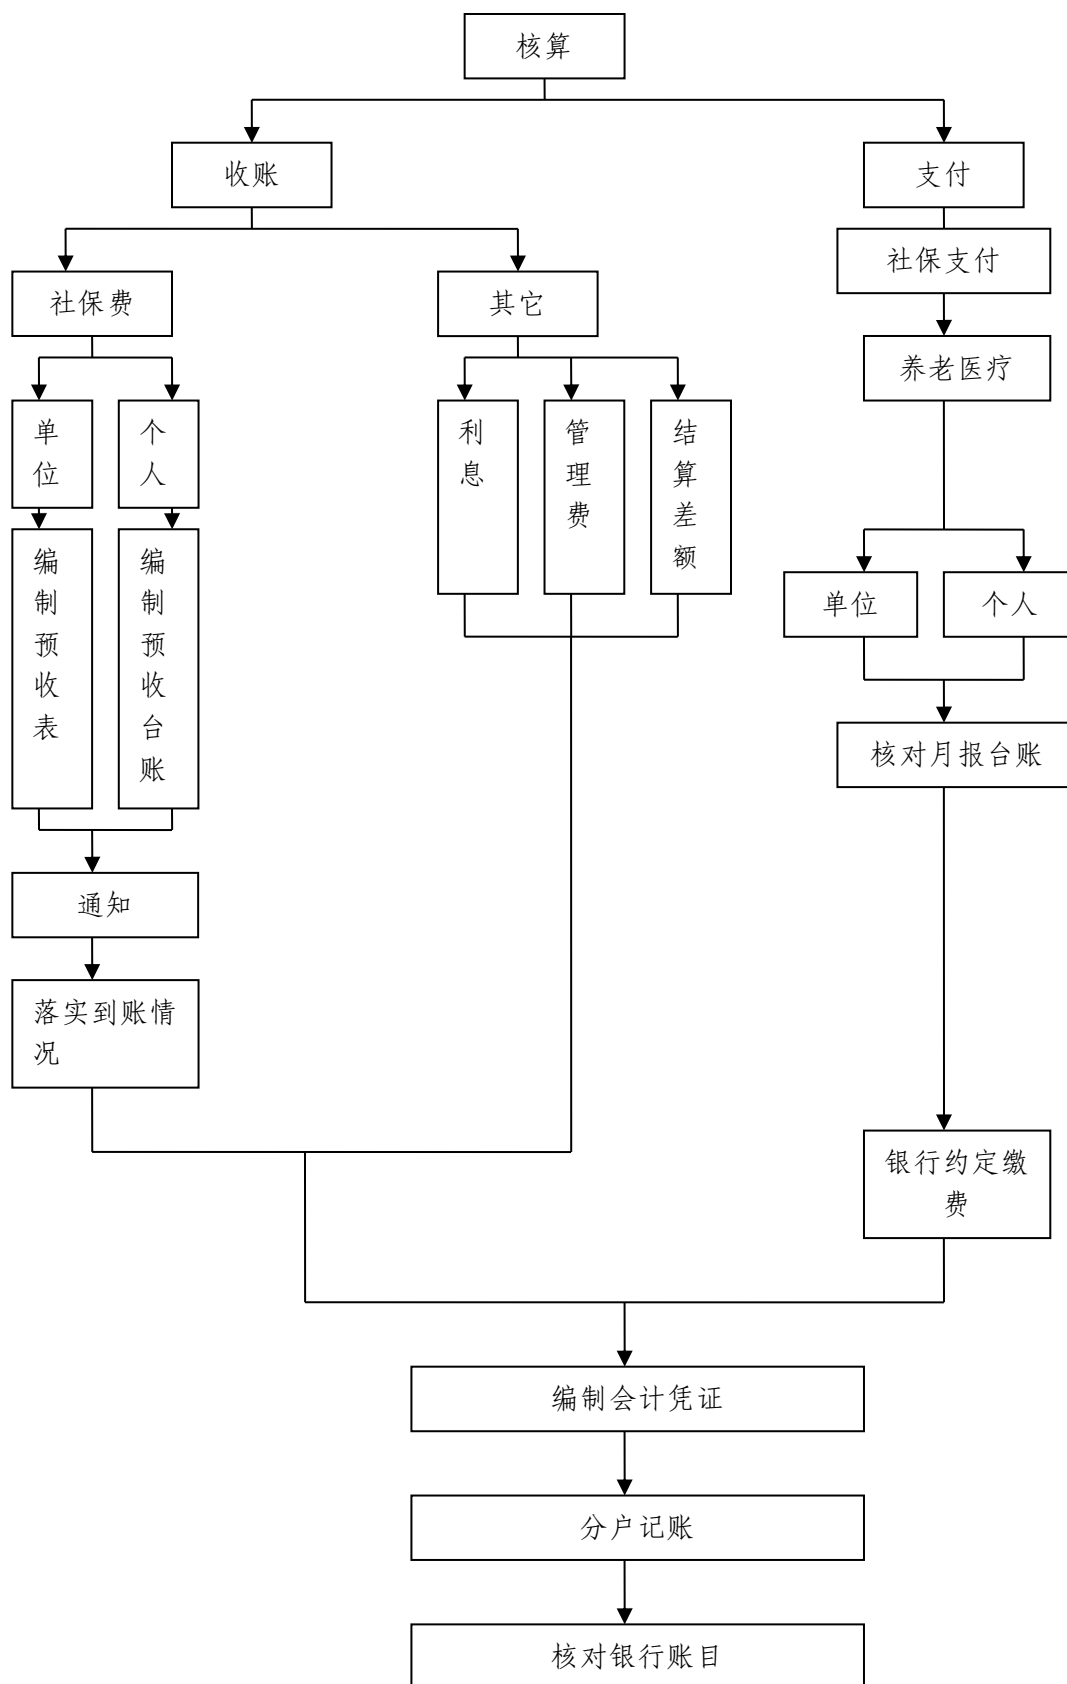 核算
收账
支付
社保支付
社保费
其它
养老医疗
单位
个人
利息
管理费
结算差额
编制预收表
编制预收台账
单位
个人
核对月报台账
通知
落实到账情
况
银行约定缴
费
编制会计凭证
分户记账
核对银行账目